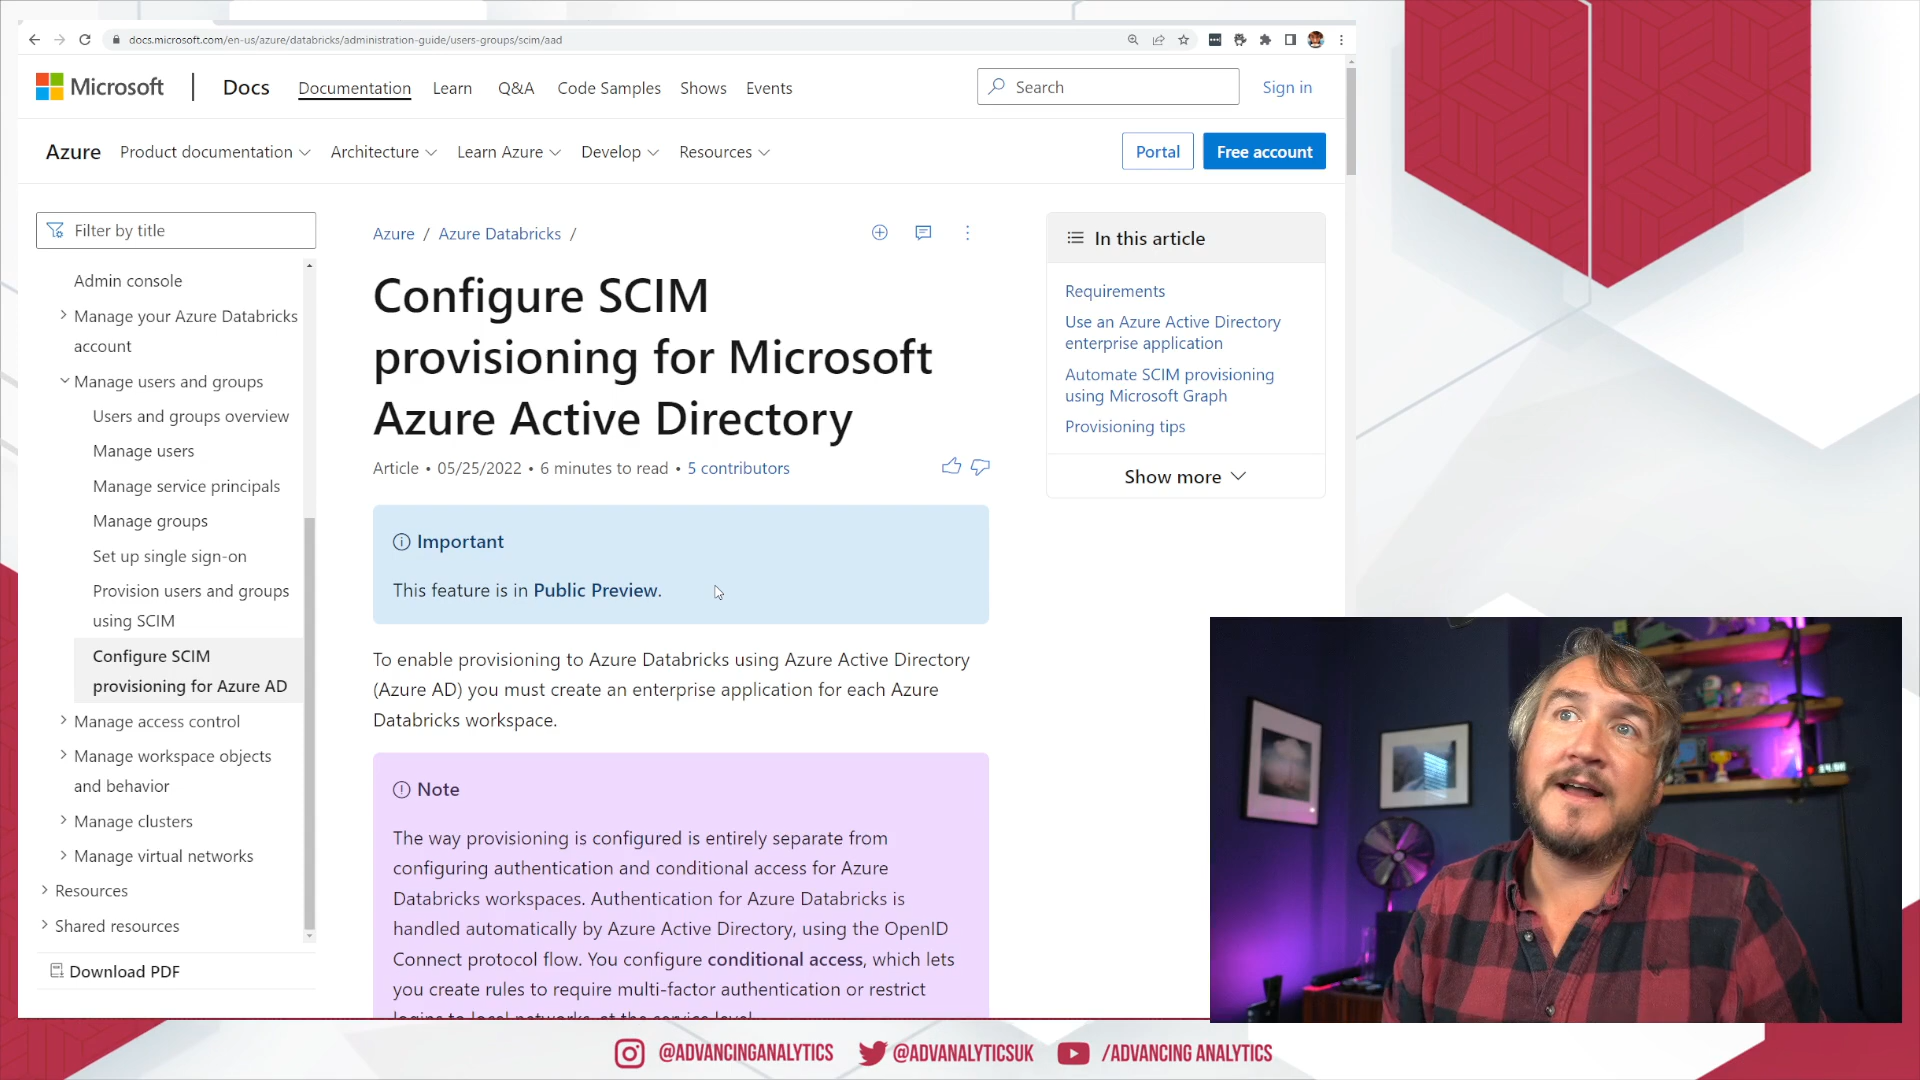 docs.microsoft.com/en-us/azure/databricks/administration-guide/users-groups/scim/aad
Microsoft
Docs
Documentation
Learn
Q&A
Code Samples
Shows
Events
Search
Sign in
Azure
Product documentation
Architecture
Learn Azure
Develop
Resources
Portal
Free account
Filter by title
Admin console
Manage your Azure Databricks
account
Manage users and groups
Users and groups overview
Manage users
Manage service principals
Manage groups
Set up single sign-on
Provision users and groups
using SCIM
Configure SCIM
provisioning for Azure AD
Manage access control
Manage workspace objects
and behavior
Manage clusters
Manage virtual networks
Resources
Shared resources
Download PDF
Azure / Azure Databricks /
Configure SCIM
provisioning for Microsoft
Azure Active Directory
Article • 05/25/2022 • 6 minutes to read • 5 contributors
Important
This feature is in Public Preview.
To enable provisioning to Azure Databricks using Azure Active Directory
(Azure AD) you must create an enterprise application for each Azure
Databricks workspace.
Note
The way provisioning is configured is entirely separate from
configuring authentication and conditional access for Azure
Databricks workspaces. Authentication for Azure Databricks is
handled automatically by Azure Active Directory, using the OpenID
Connect protocol flow. You configure conditional access, which lets
you create rules to require multi-factor authentication or restrict
logins to local networks, at the service level.
In this article
Requirements
Use an Azure Active Directory
enterprise application
Automate SCIM provisioning
using Microsoft Graph
Provisioning tips
Show more
@ADVANCINGANALYTICS
@ADVANALYTICSUK
/ADVANCING ANALYTICS